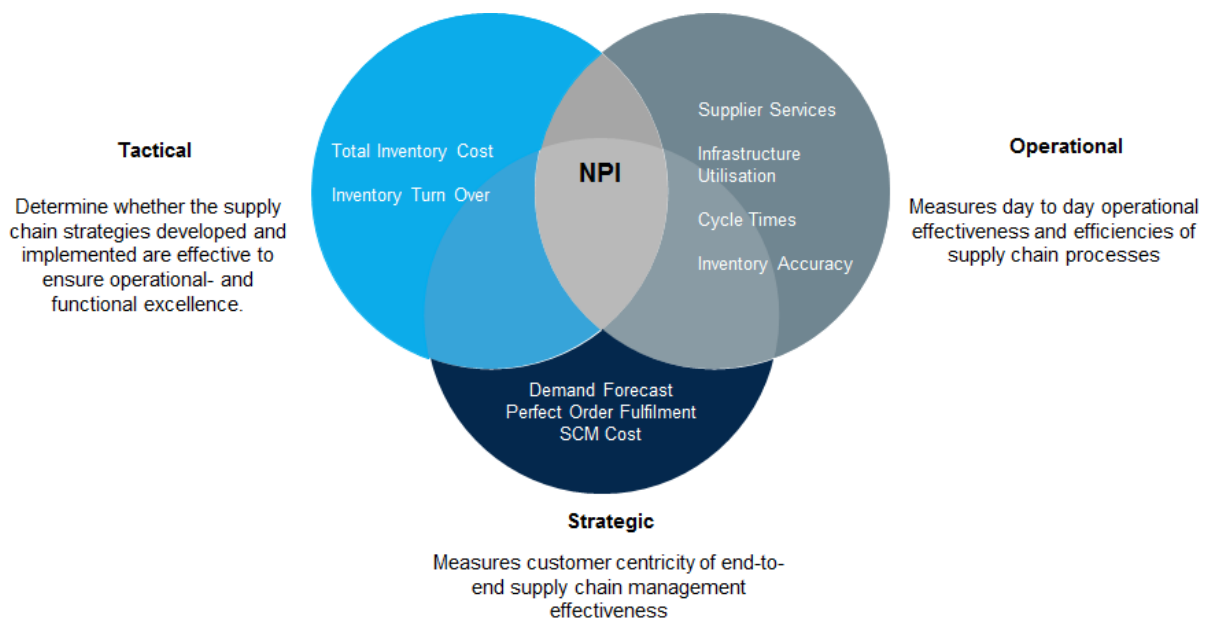 Tactical
Determine whether the supply
chain strategies developed and
implemented are effective to
ensure operational- and
functional excellence.
Total Inventory Cost
Inventory Turn Over
NPI
Supplier Services
Infrastructure
Utilisation
Cycle Times
Inventory Accuracy
Operational
Measures day to day operational
effectiveness and efficiencies of
supply chain processes
Demand Forecast
Perfect Order Fulfilment
SCM Cost
Strategic
Measures customer centricity of end-to-
end supply chain management
effectiveness